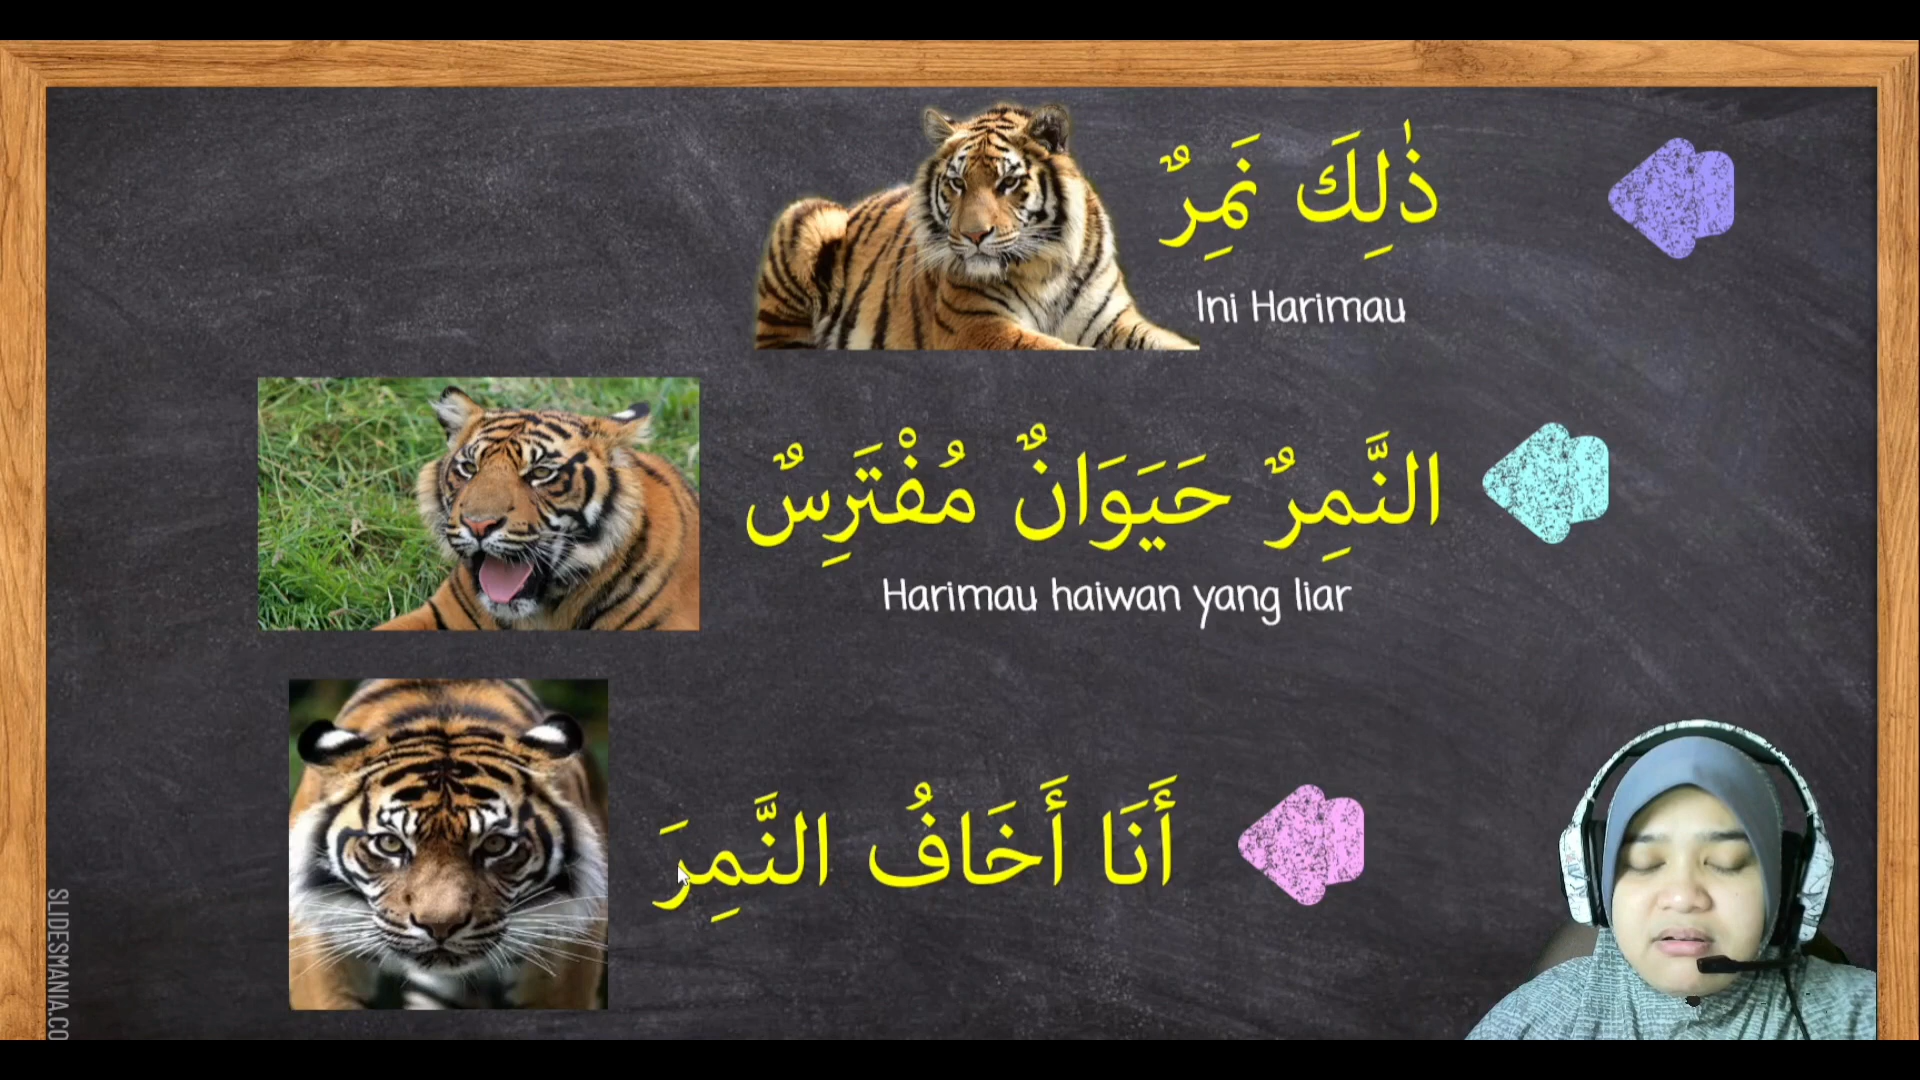 ذٰلِكَ نَمِرٌ
Ini Harimau
النَّمِرٌ حَيَوَانٌ مُفْتَرِسٌ
Harimau haiwan yang liar
أَنَا أَخَافُ النَّمِرَ
SLIDESMANIA.CO